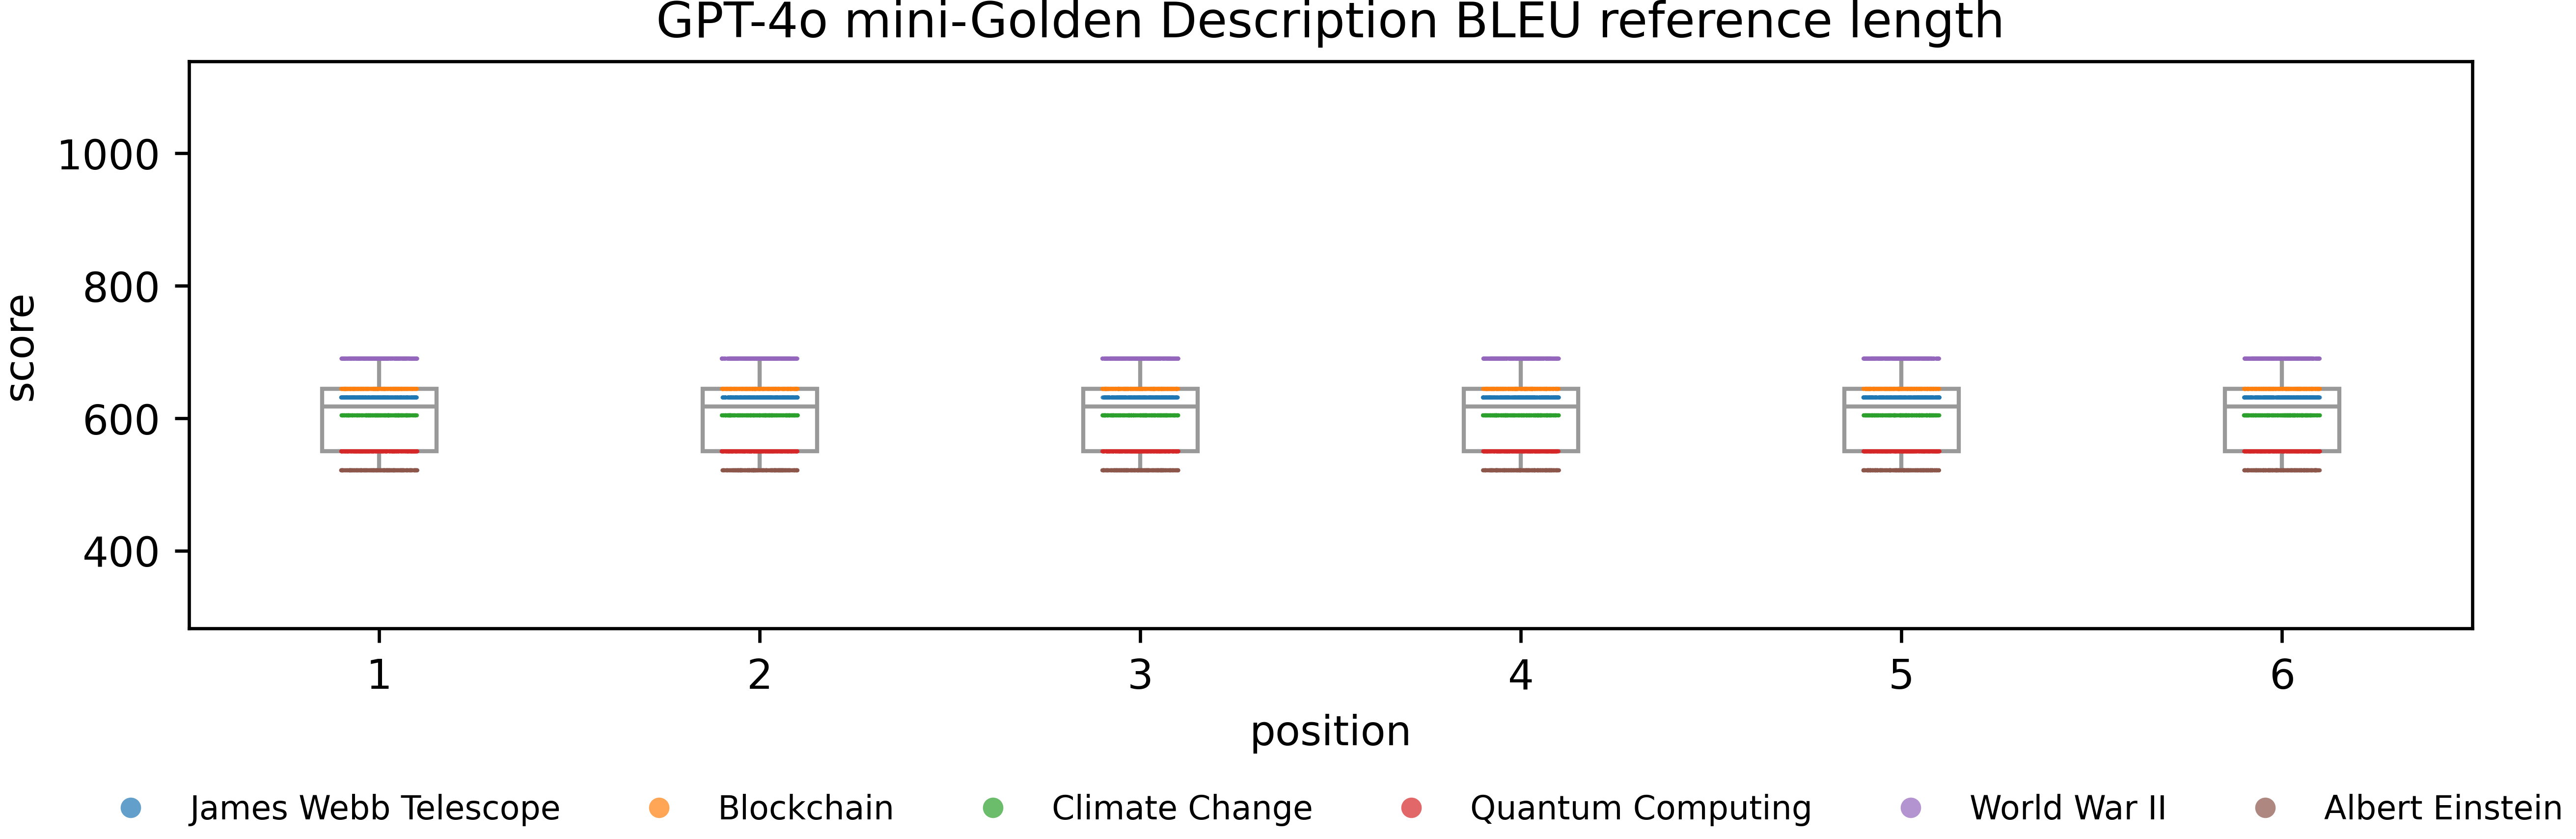 GPT-4o mini-Golden Description BLEU reference length
score
1000
800
600
400
1 2 3 4 5 6
position
James Webb Telescope Blockchain Climate Change Quantum Computing World War II Albert Einstein